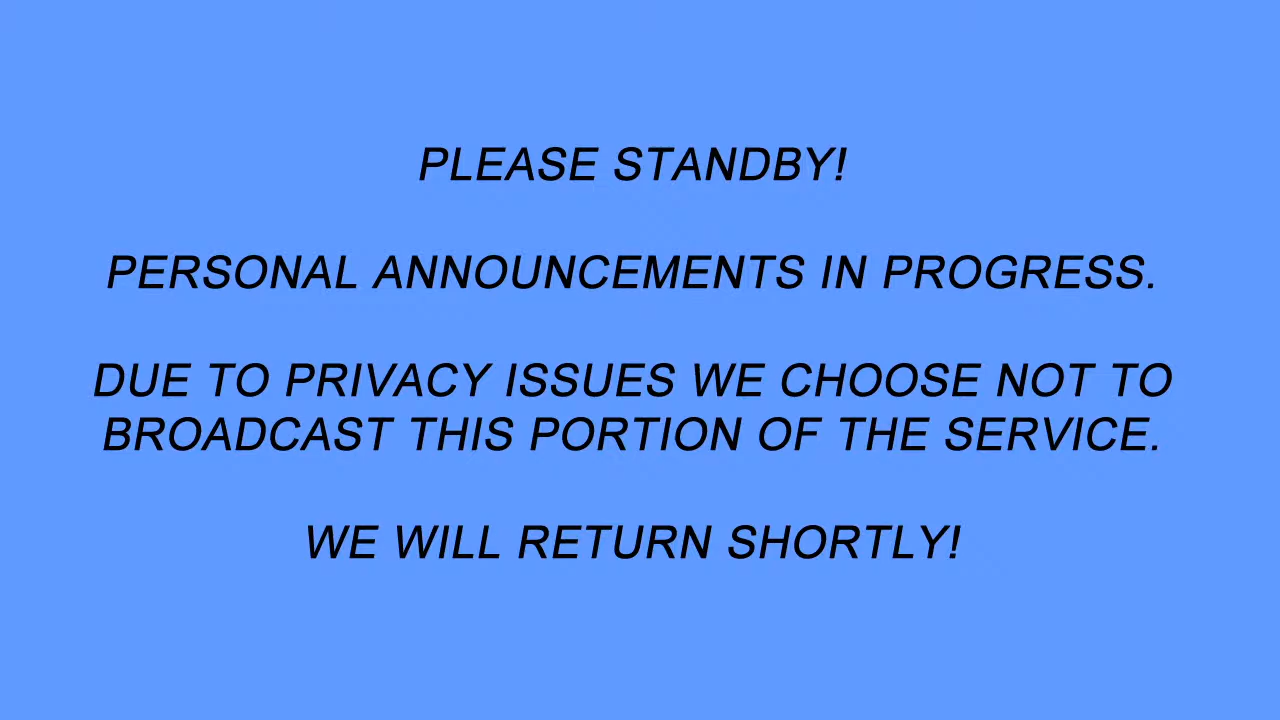 PLEASE STANDBY!
PERSONAL ANNOUNCEMENTS IN PROGRESS.
DUE TO PRIVACY ISSUES WE CHOOSE NOT TO
BROADCAST THIS PORTION OF THE SERVICE.
WE WILL RETURN SHORTLY!